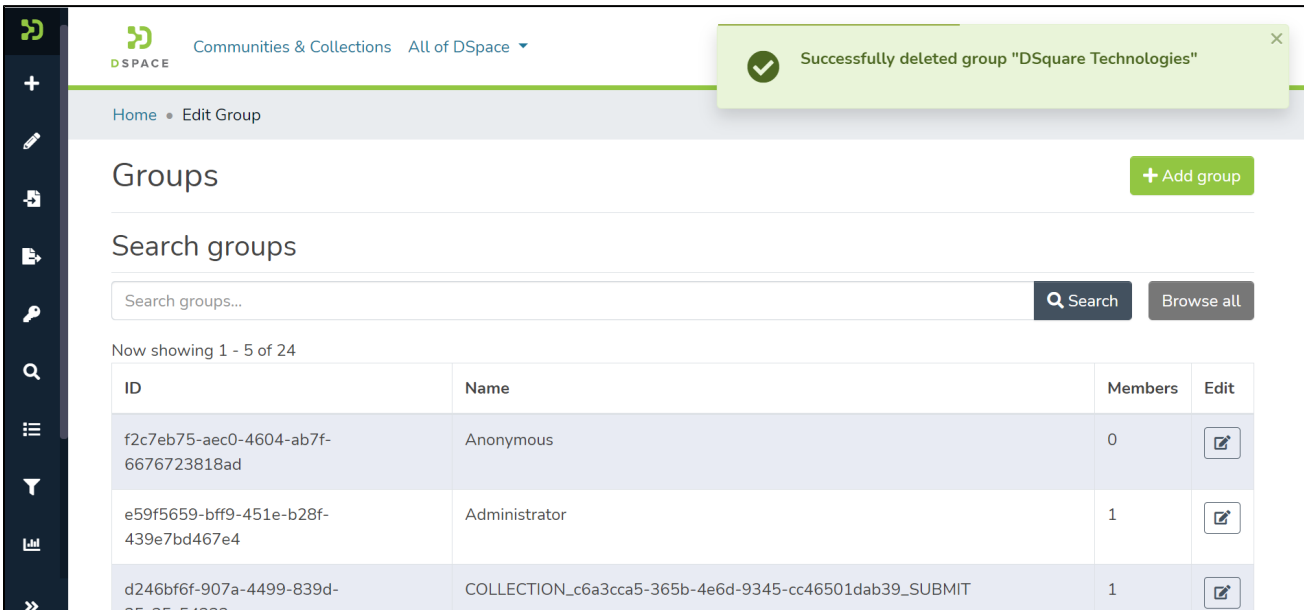 DSPACE
Communities & Collections All of DSpace
Successfully deleted group "DSquare Technologies"
Home • Edit Group
Groups
Add group
Search groups
Search groups...
Search
Browse all
Now showing 1 - 5 of 24
ID Name Members Edit
f2c7eb75-aec0-4604-ab7f- Anonymous 0
6676723818ad
e59f5659-bff9-451e-b28f- Administrator 1
439e7bd467e4
d246bf6f-907a-4499-839d- COLLECTION_c6a3cca5-365b-4e6d-9345-cc46501dab39_SUBMIT 1